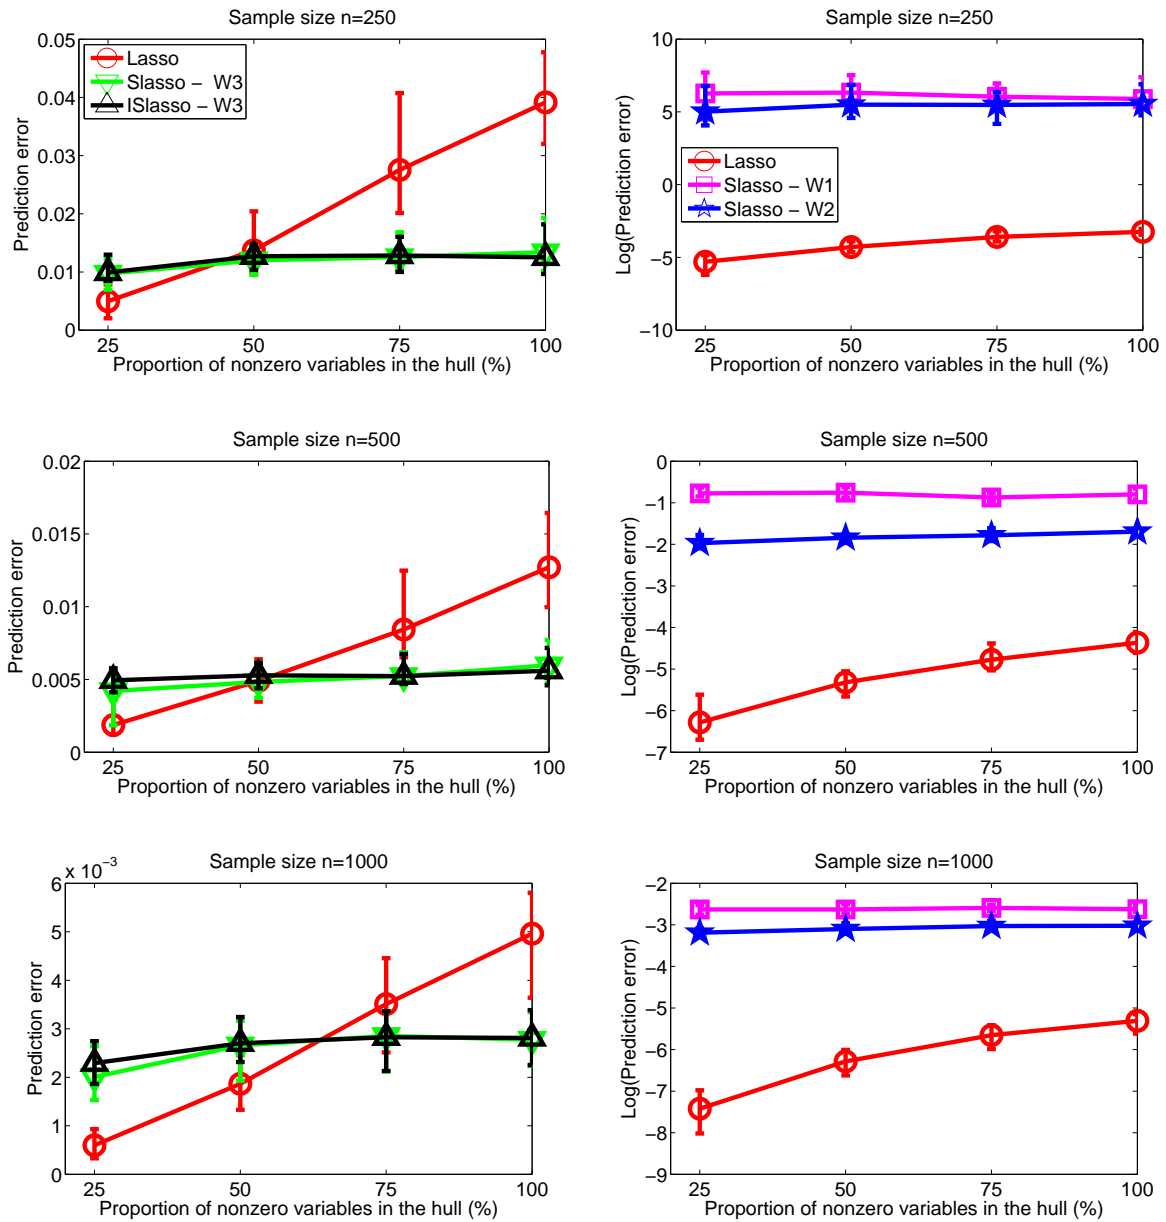 Sample size n=250
0.05
0.04
0.03
0.02
0.01
0
Prediction error
Lasso
Slasso − W3
ISlasso − W3
25 50 75 100
Proportion of nonzero variables in the hull (%)
Sample size n=250
10
5
0
−5
−10
Log(Prediction error)
Lasso
Slasso − W1
Slasso − W2
25 50 75 100
Proportion of nonzero variables in the hull (%)
Sample size n=500
0.02
0.015
0.01
0.005
0
Prediction error
25 50 75 100
Proportion of nonzero variables in the hull (%)
Sample size n=500
0
−1
−2
−3
−4
−5
−6
−7
Log(Prediction error)
25 50 75 100
Proportion of nonzero variables in the hull (%)
Sample size n=1000
x 10⁻³
6
5
4
3
2
1
0
Prediction error
25 50 75 100
Proportion of nonzero variables in the hull (%)
Sample size n=1000
−2
−3
−4
−5
−6
−7
−8
−9
Log(Prediction error)
25 50 75 100
Proportion of nonzero variables in the hull (%)